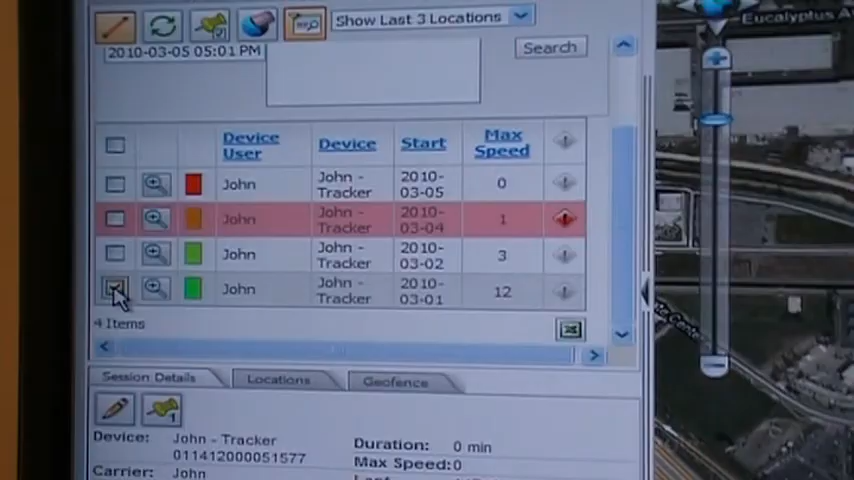 Show Last 3 Locations
Eucalyptus A
2010-03-05 05:01 PM
Search
Device User
Device
Start
Max Speed
John
John - Tracker
2010-03-05
0
John
John - Tracker
2010-03-04
1
John
John - Tracker
2010-03-02
3
John
John - Tracker
2010-03-01
12
4 Items
Session Details
Locations
Geofence
Device:
John - Tracker
011412000051577
Duration:
0 min
Max Speed:0
Carrier:
John